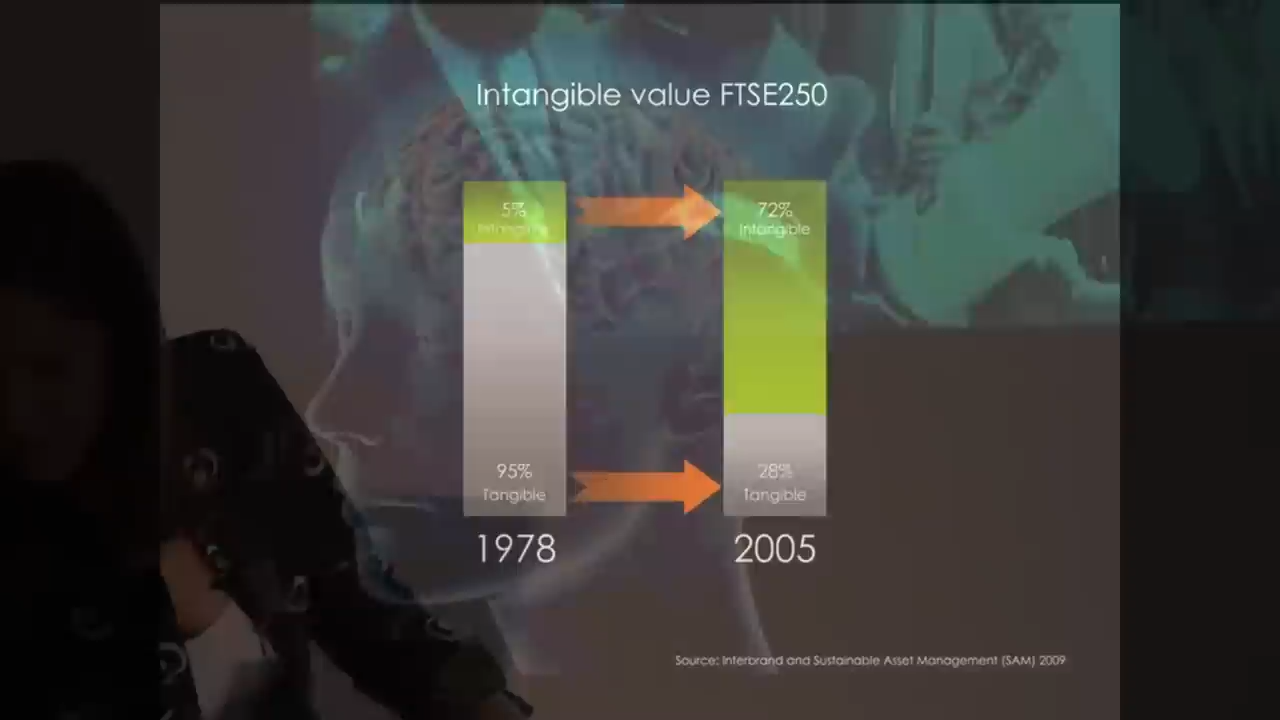 Intangible value FTSE250
5%
Intangible
72%
Intangible
95%
Tangible
28%
Tangible
1978
2005
Source: Interbrand and Sustainable Asset Management (SAM) 2009